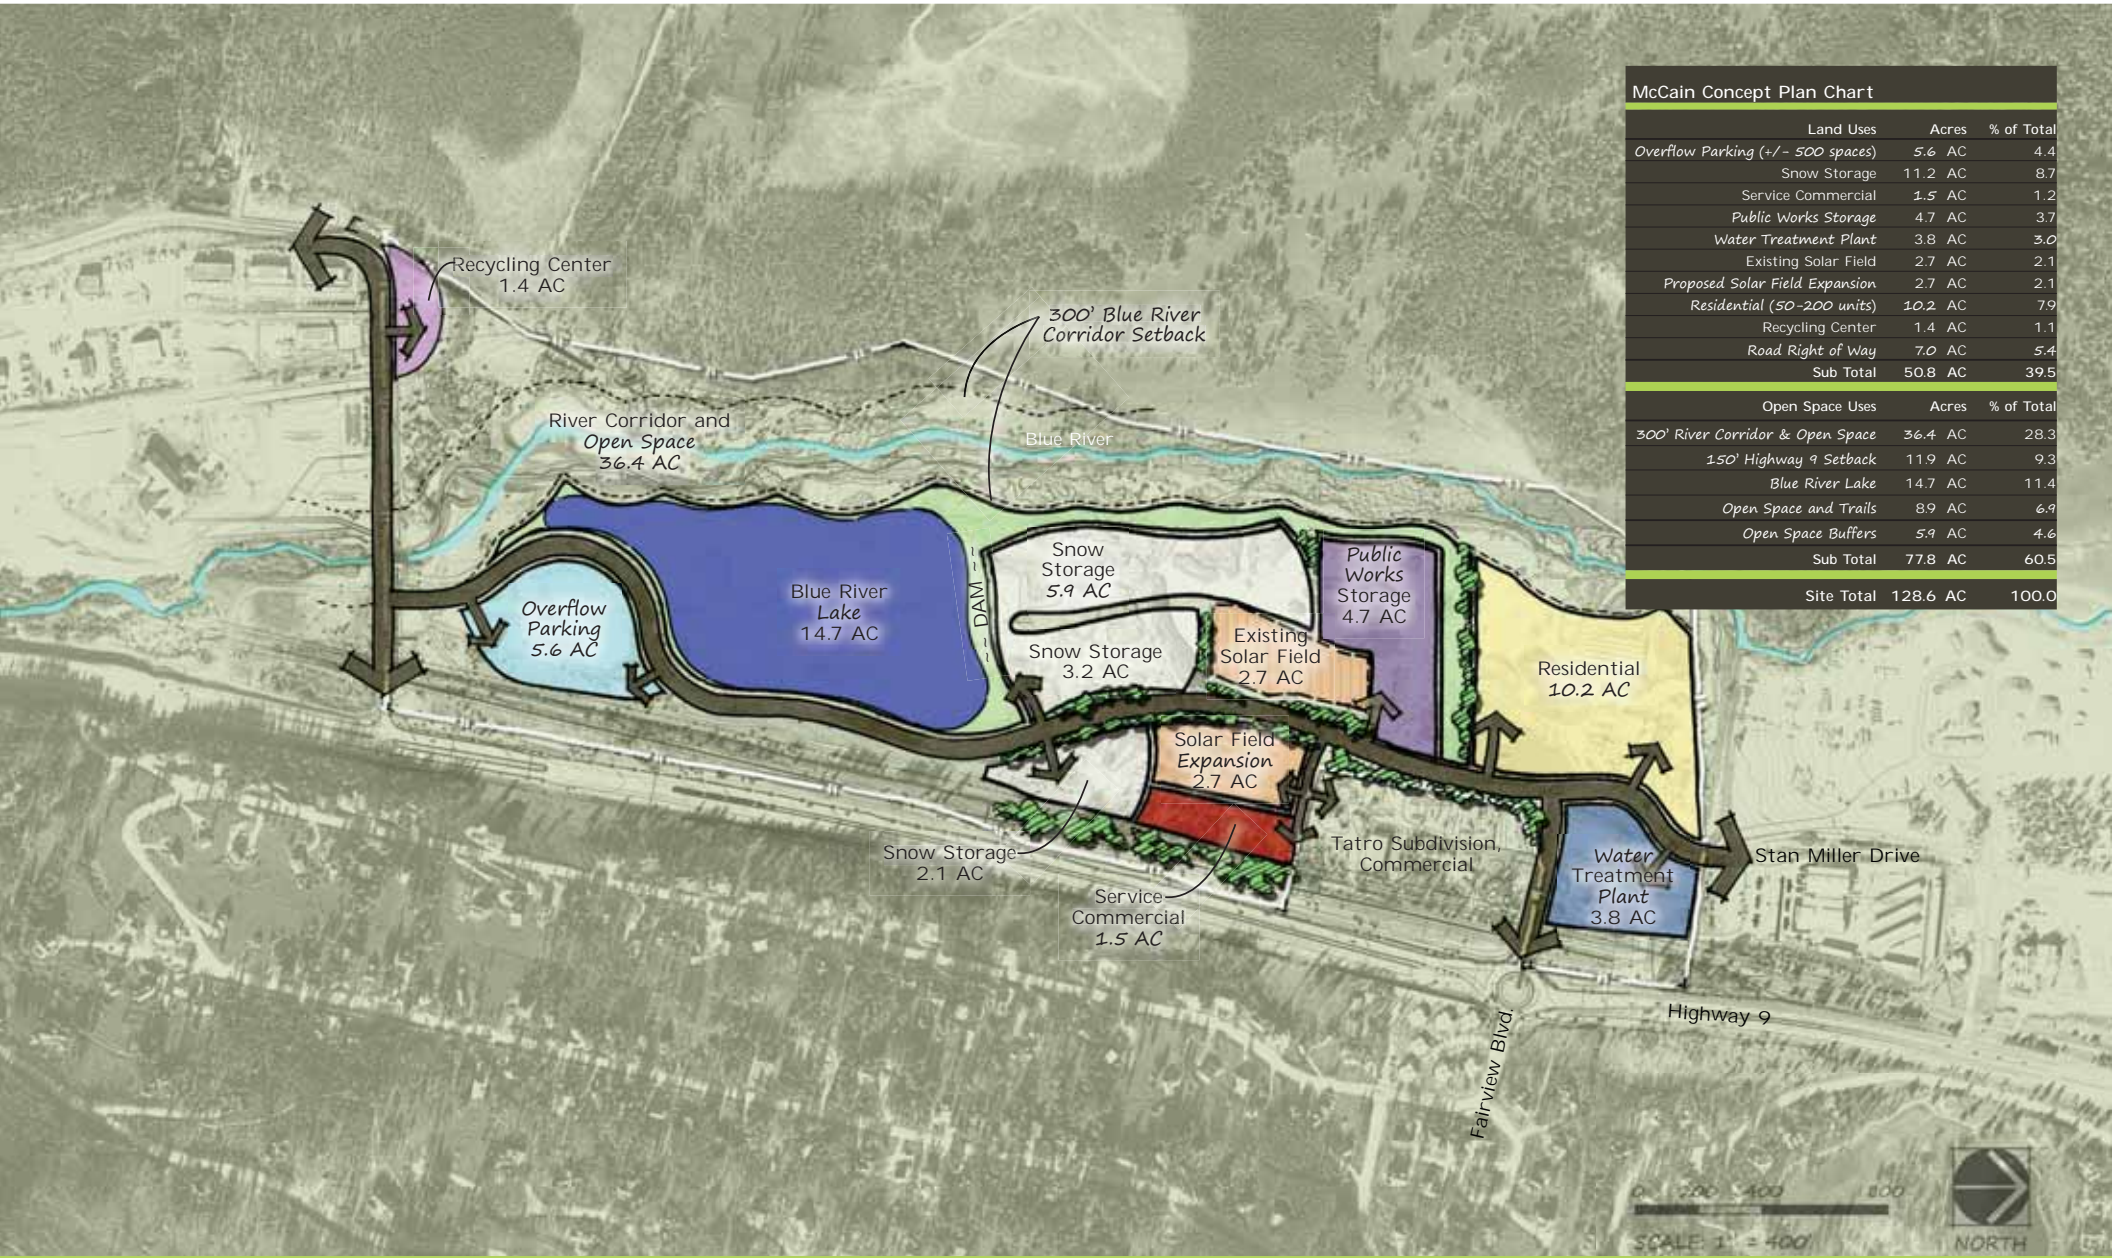 McCain Concept Plan Chart
Land Uses Acres % of Total
Overflow Parking (+/- 500 spaces) 5.6 AC 4.4
Snow Storage 11.2 AC 8.7
Service Commercial 1.5 AC 1.2
Public Works Storage 4.7 AC 3.7
Water Treatment Plant 3.8 AC 3.0
Existing Solar Field 2.7 AC 2.1
Proposed Solar Field Expansion 2.7 AC 2.1
Residential (50-200 units) 10.2 AC 7.9
Recycling Center 1.4 AC 1.1
Road Right of Way 7.0 AC 5.4
Sub Total 50.8 AC 39.5
Open Space Uses Acres % of Total
300' River Corridor & Open Space 36.4 AC 28.3
150' Highway 9 Setback 11.9 AC 9.3
Blue River Lake 14.7 AC 11.4
Open Space and Trails 8.9 AC 6.9
Open Space Buffers 5.9 AC 4.6
Sub Total 77.8 AC 60.5
Site Total 128.6 AC 100.0
Recycling Center
1.4 AC
300' Blue River
Corridor Setback
River Corridor and
Open Space
36.4 AC
Blue River
Overflow
Parking
5.6 AC
Blue River
Lake
14.7 AC
DAM
Snow
Storage
5.9 AC
Snow Storage
3.2 AC
Existing
Solar Field
2.7 AC
Public
Works
Storage
4.7 AC
Residential
10.2 AC
Solar Field
Expansion
2.7 AC
Snow Storage
2.1 AC
Service
Commercial
1.5 AC
Tatro Subdivision,
Commercial
Water
Treatment
Plant
3.8 AC
Stan Miller Drive
Highway 9
Fairview Blvd.
0 200 400 800
SCALE: 1" = 400'
NORTH